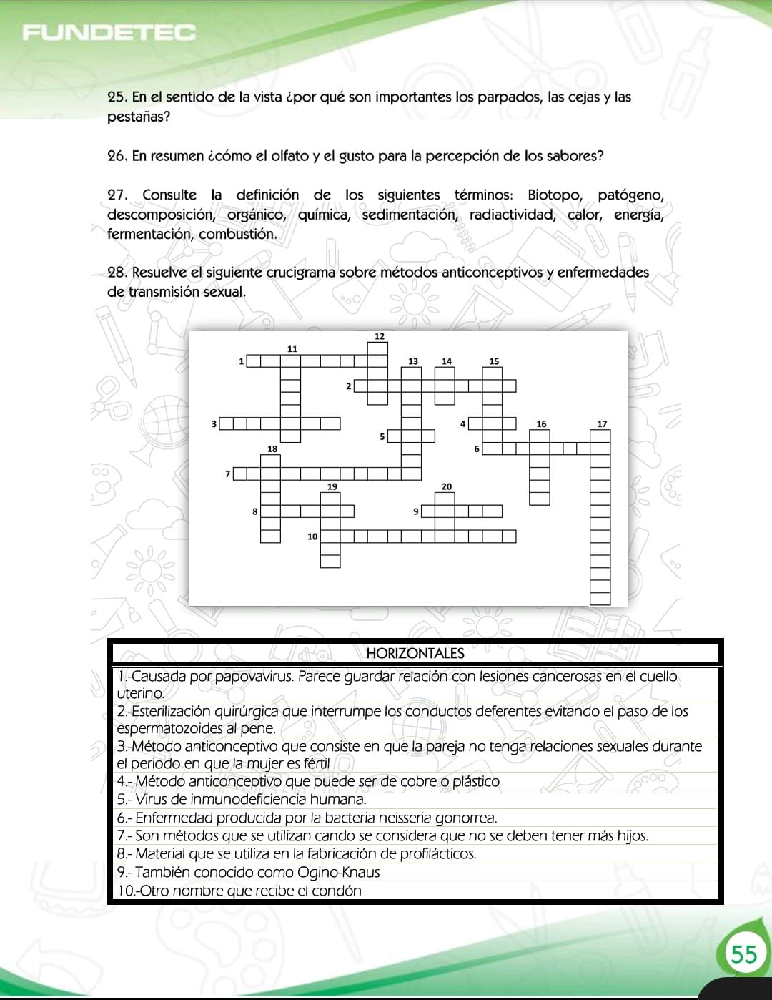 FUNDETEC
25. En el sentido de la vista ¿por qué son importantes los parpados, las cejas y las
pestañas?
26. En resumen ¿cómo el olfato y el gusto para la percepción de los sabores?
27. Consulte la definición de los siguientes términos: Biotopo, patógeno,
descomposición, orgánico, química, sedimentación, radiactividad, calor, energía,
fermentación, combustión.
28. Resuelve el siguiente crucigrama sobre métodos anticonceptivos y enfermedades
de transmisión sexual.
12
11
1
13 14 15
2
3
4
16 17
5
18
6
7
19 20
8
9
10
HORIZONTALES
1.-Causada por papovavirus. Parece guardar relación con lesiones cancerosas en el cuello
uterino.
2.-Esterilización quirúrgica que interrumpe los conductos deferentes evitando el paso de los
espermatozoides al pene.
3.-Método anticonceptivo que consiste en que la pareja no tenga relaciones sexuales durante
el periodo en que la mujer es fértil
4.- Método anticonceptivo que puede ser de cobre o plástico
5.- Virus de inmunodeficiencia humana.
6.- Enfermedad producida por la bacteria neisseria gonorrea.
7.- Son métodos que se utilizan cando se considera que no se deben tener más hijos.
8.- Material que se utiliza en la fabricación de profilácticos.
9.- También conocido como Ogino-Knaus
10.-Otro nombre que recibe el condón
55